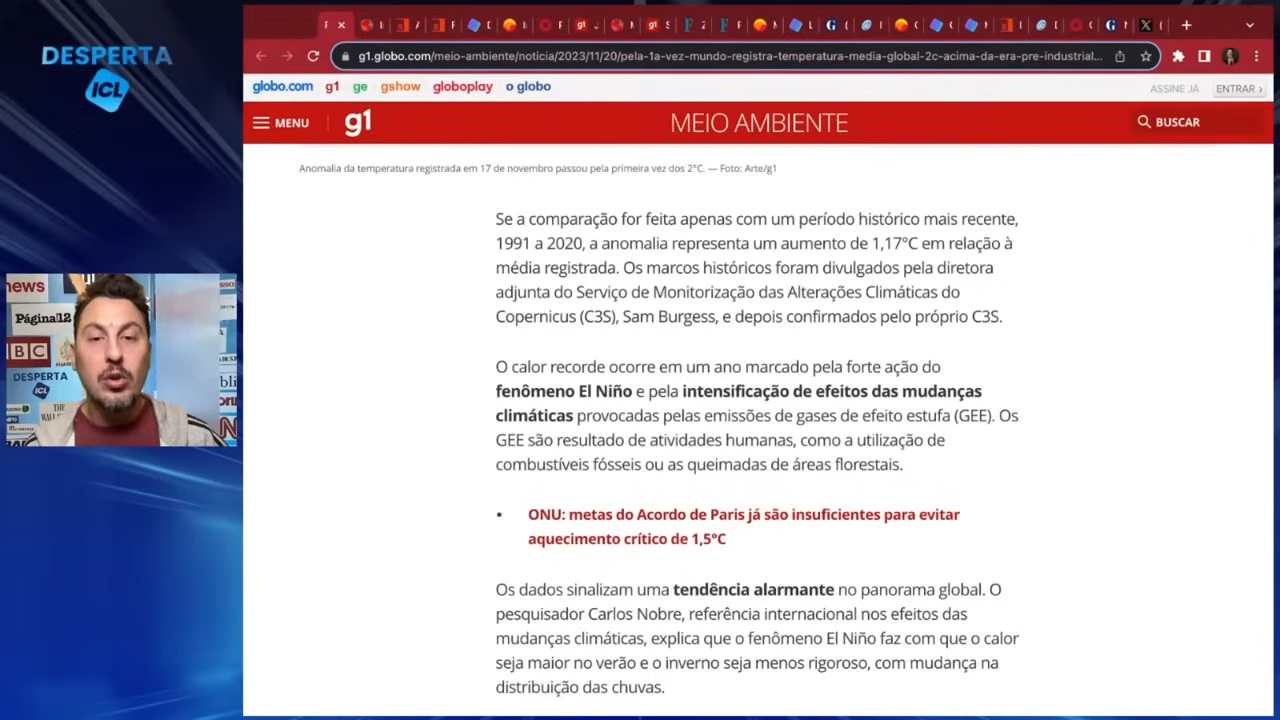 DESPERTA
ICL
g1.globo.com/meio-ambiente/noticia/2023/11/20/pela-1a-vez-mundo-registra-temperatura-media-global-2c-acima-da-era-pre-industrial...
globo.com g1 ge gshow globoplay o globo
ASSINE JÁ
ENTRAR ›
MENU
g1
MEIO AMBIENTE
BUSCAR
Anomalia da temperatura registrada em 17 de novembro passou pela primeira vez dos 2°C. — Foto: Arte/g1
Se a comparação for feita apenas com um período histórico mais recente,
1991 a 2020, a anomalia representa um aumento de 1,17°C em relação à
média registrada. Os marcos históricos foram divulgados pela diretora
adjunta do Serviço de Monitorização das Alterações Climáticas do
Copernicus (C3S), Sam Burgess, e depois confirmados pelo próprio C3S.
O calor recorde ocorre em um ano marcado pela forte ação do
fenômeno El Niño e pela intensificação de efeitos das mudanças
climáticas provocadas pelas emissões de gases de efeito estufa (GEE). Os
GEE são resultado de atividades humanas, como a utilização de
combustíveis fósseis ou as queimadas de áreas florestais.
• ONU: metas do Acordo de Paris já são insuficientes para evitar
aquecimento crítico de 1,5°C
Os dados sinalizam uma tendência alarmante no panorama global. O
pesquisador Carlos Nobre, referência internacional nos efeitos das
mudanças climáticas, explica que o fenômeno El Niño faz com que o calor
seja maior no verão e o inverno seja menos rigoroso, com mudança na
distribuição das chuvas.
news
Página12
BBC
DESPERTA
ICL
THE